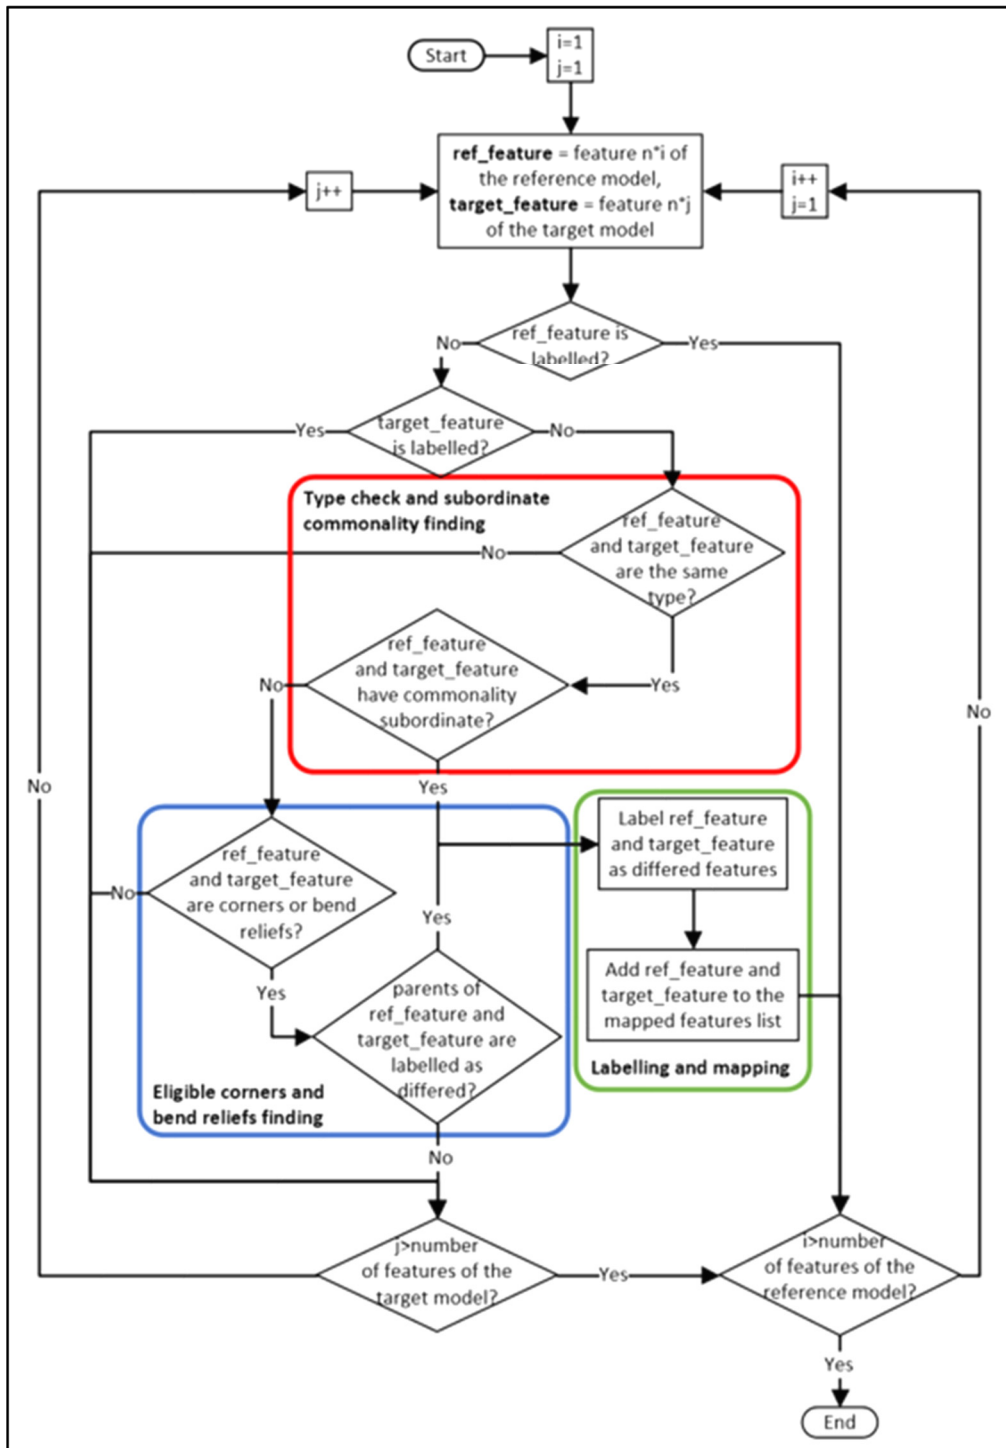 Start
i=1
j=1
ref_feature = feature n°i of
the reference model,
target_feature = feature n°j
of the target model
j++
i++
j=1
ref_feature is
labelled?
No
Yes
target_feature
is labelled?
Yes
No
Type check and subordinate
commonality finding
ref_feature
and target_feature
are the same
type?
No
Yes
ref_feature
and target_feature
have commonality
subordinate?
No
Yes
No
No
Label ref_feature
and target_feature
as differed features
ref_feature
and target_feature
are corners or bend
reliefs?
No
Yes
Yes
parents of
ref_feature and
target_feature are
labelled as
differed?
Add ref_feature and
target_feature to the
mapped features list
Labelling and mapping
Eligible corners and
bend reliefs finding
No
j>number
of features of the
target model?
Yes
i>number
of features of the
reference model?
Yes
End